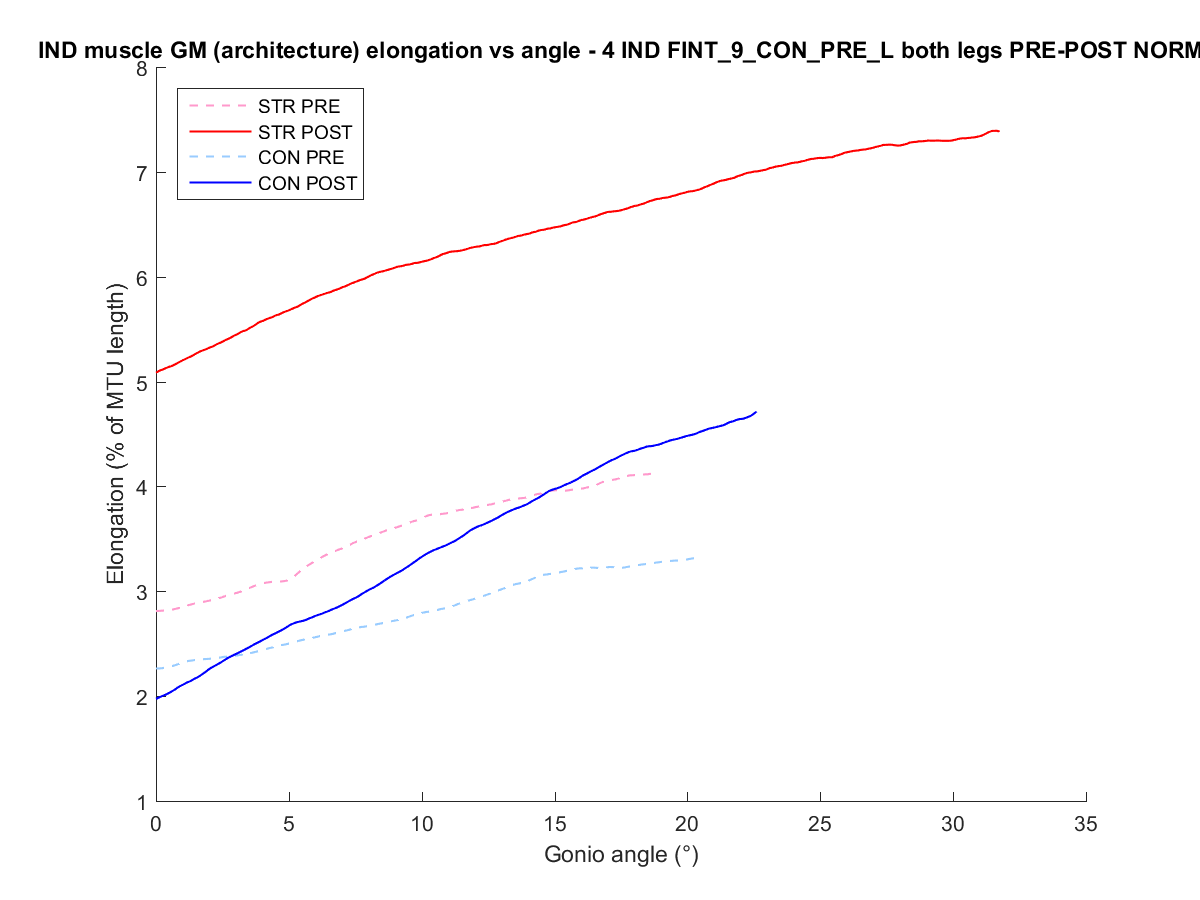 IND muscle GM (architecture) elongation vs angle - 4 IND FINT_9_CON_PRE_L both legs PRE-POST NORM
8
7
6
5
4
3
2
1
Elongation (% of MTU length)
STR PRE
STR POST
CON PRE
CON POST
0 5 10 15 20 25 30 35
Gonio angle (°)